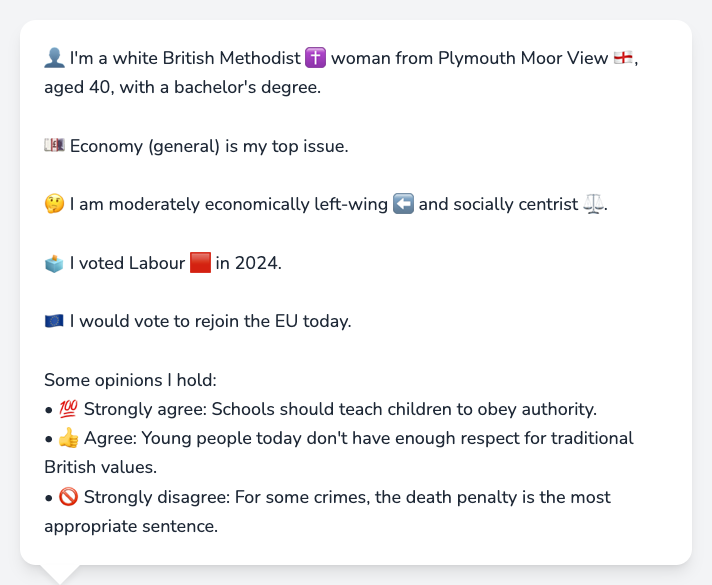 👤 I'm a white British Methodist ✝️ woman from Plymouth Moor View 🏴󠁧󠁢󠁥󠁮󠁧󠁿,
aged 40, with a bachelor's degree.
💷 Economy (general) is my top issue.
🤔 I am moderately economically left-wing ⬅️ and socially centrist ⚖️.
🗳️ I voted Labour 🟥 in 2024.
🇪🇺 I would vote to rejoin the EU today.
Some opinions I hold:
• 💯 Strongly agree: Schools should teach children to obey authority.
• 👍 Agree: Young people today don't have enough respect for traditional
British values.
• 🚫 Strongly disagree: For some crimes, the death penalty is the most
appropriate sentence.